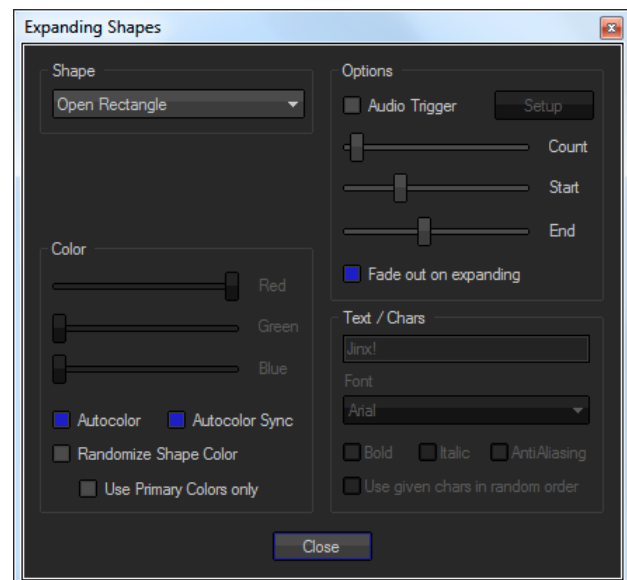 Expanding Shapes
Shape
Open Rectangle
Options
Audio Trigger
Setup
Count
Start
End
Fade out on expanding
Color
Red
Green
Blue
Autocolor
Autocolor Sync
Randomize Shape Color
Use Primary Colors only
Text / Chars
Jinx!
Font
Arial
Bold
Italic
AntiAliasing
Use given chars in random order
Close